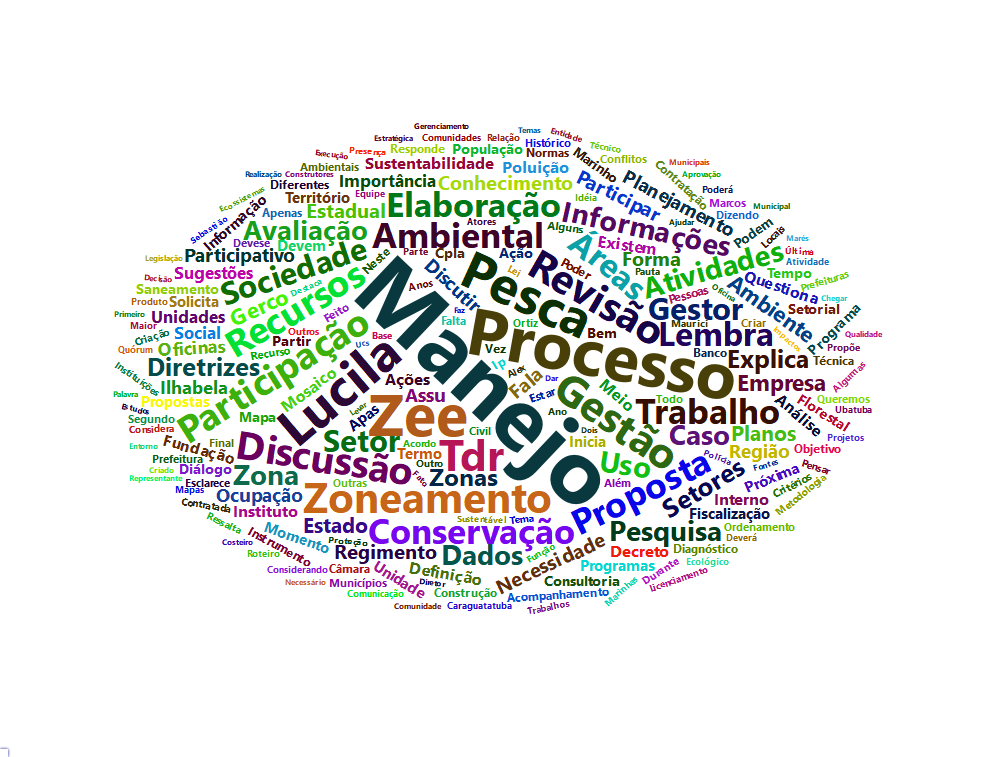 Gerenciamento
Temas
Entidade
Estratégica
Comunidades
Relação
Histórico
Técnico
Execução
Presença
Responde
População
Normas
Marinho
Conflitos
Municipais
Realização
Construtores
Ambientais
Sustentabilidade
Poluição
Contratação
Aprovação
Ecossistemas
Diferentes
Equipe
Importância
Conhecimento
Idéia
Participar
Planejamento
Poderá
Território
Apenas
Estadual
Elaboração
Marcos
Municipal
Sebastião
Informação
Atores
Alguns
Informações
Ajudar
Dizendo
Podem
Locais
Avaliação
Ambiental
Áreas
Existem
Marés
Dévese
Devem
Neste
Parte
Cpla
Ação
Forma
Última
Legislação
Participativo
Sociedade
Discutir
Lei
Poder
Pauta
Atividades
Atividade
Decisão
Sugestões
Destaca
Anos
Pesca
Revisão
Questiona
Tempo
Prefeituras
Produto
Solicita
Gerco
Recursos
Manejo
Pessoas
Oficina
Ambiente
Chegar
Primeiro
Unidades
Feito
Faz
Falta
Ortiz
Processo
Bem
Maurici
Gestor
Criar
Setorial
Programa
Maior
Criação
Social
Outros
Partir
Ucs
Base
Lembra
Impactos
Qualidade
Quórum
Oficinas
Recurso
Vez
Ip
Alex
Banco
Explica
Propõe
Técnica
Instituições
Diretrizes
Participação
Mosaico
Lucila
Ações
Fala
Dar
Gestão
Meio
Empresa
Algumas
Palavra
Ilhabela
Lever
Assu
Estar
Todo
Florestal
Queremos
Estudos
Propostas
Mapa
Apas
Zee
Ano
Trabalho
Análise
Ubatuba
Segundo
Considera
Discussão
Setor
Acordo
Civil
Dois
Inicia
Caso
Planos
Projetos
Entorno
Fundação
Final
Termo
Tdr
Região
Objetivo
Prefeitura
Outro
Uso
Proposta
Polícia
Fontes
Pensar
Criado
Diálogo
Zona
Fato
Zonas
Além
Setores
Próxima
Critérios
Representante
Esclarece
Outras
Metodologia
Mapas
Ocupação
Zoneamento
Interno
Contratada
Instituto
Fiscalização
Ressalta
Estado
Sustentável
Tema
Conservação
Pesquisa
Ordenamento
Costeiro
Instrumento
Momento
Proteção
Necessidade
Deverá
Roteiro
Regimento
Dados
Função
Decreto
Diagnóstico
Considerando
Câmara
Unidade
Definição
Programas
Durante
Ecológico
Necessário
Municípios
Diretor
Consultoria
Licenciamento
Comunicação
Construção
Acompanhamento
Marinhas
Comunidade
Caraguatatuba
Trabalhos